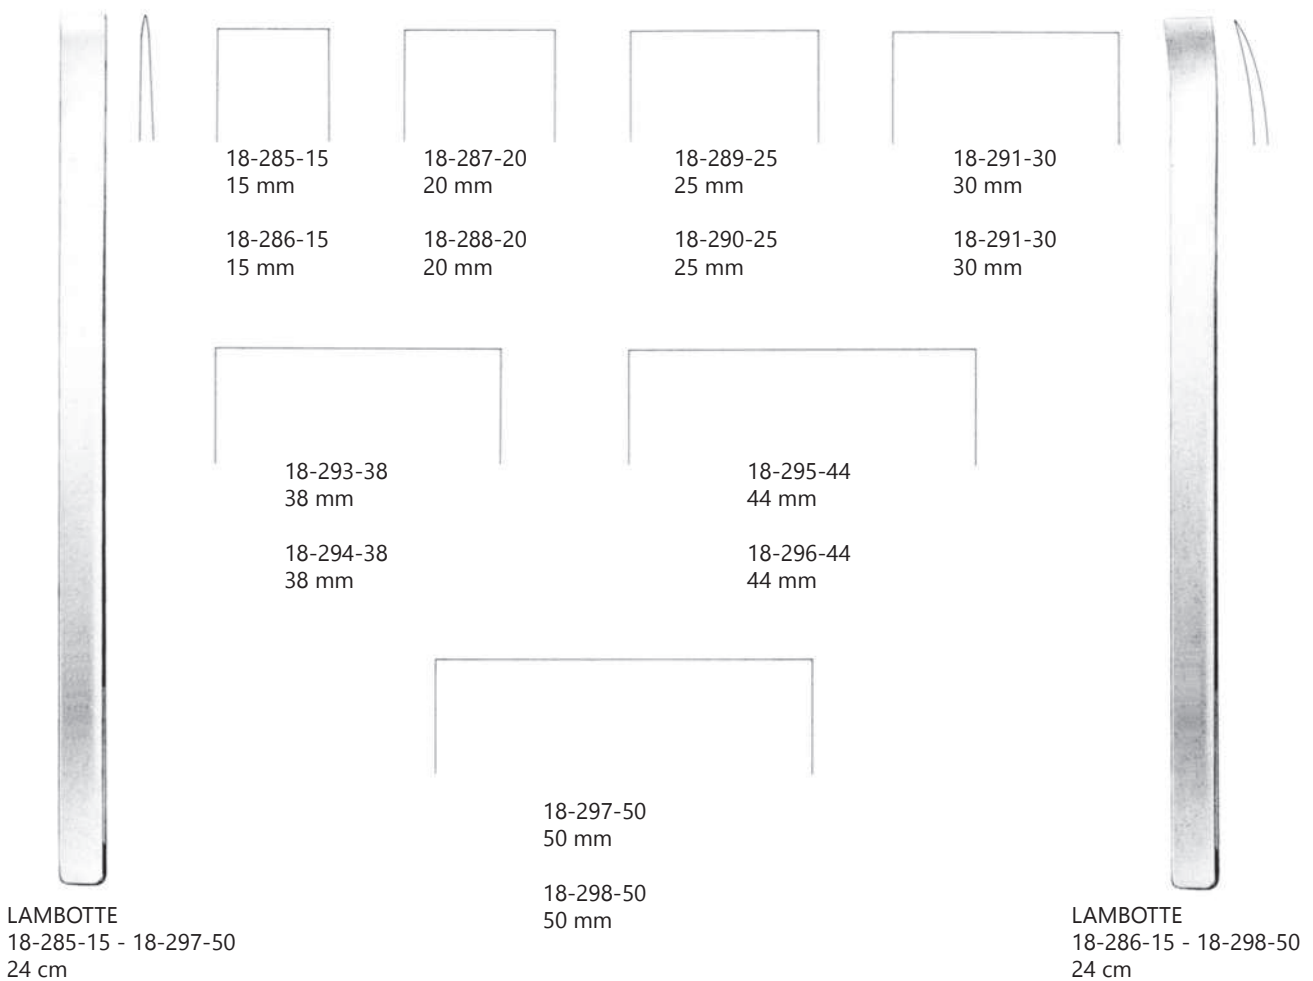 18-285-15
15 mm
18-286-15
15 mm
18-287-20
20 mm
18-288-20
20 mm
18-289-25
25 mm
18-290-25
25 mm
18-291-30
30 mm
18-291-30
30 mm
18-293-38
38 mm
18-294-38
38 mm
18-295-44
44 mm
18-296-44
44 mm
18-297-50
50 mm
18-298-50
50 mm
LAMBOTTE
18-285-15 - 18-297-50
24 cm
LAMBOTTE
18-286-15 - 18-298-50
24 cm